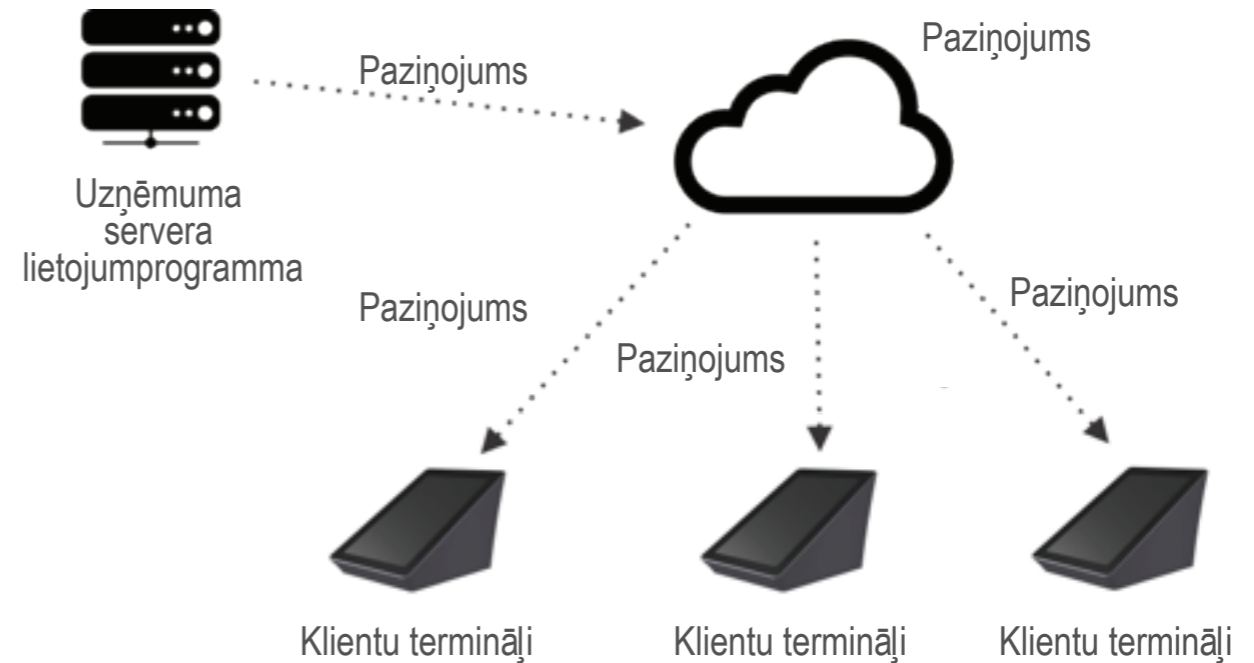 Paziņojums
Paziņojums
Uzņēmuma
servera
lietojumprogramma
Paziņojums
Paziņojums
Paziņojums
Klientu termināļi
Klientu termināļi
Klientu termināļi